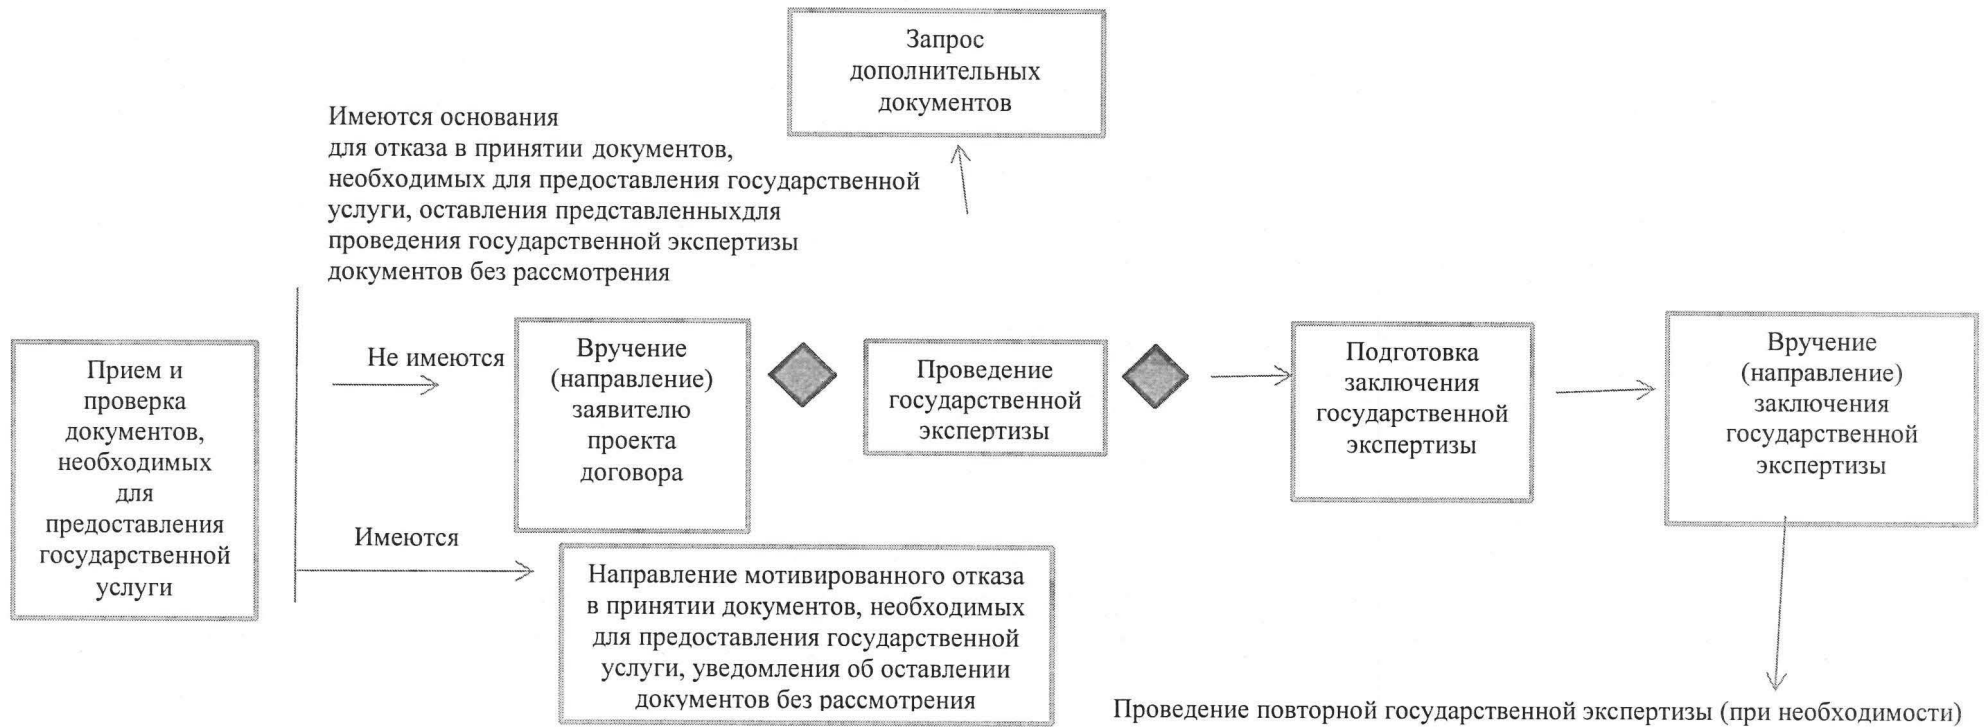 Запрос
дополнительных
документов
Имеются основания
для отказа в принятии документов,
необходимых для предоставления государственной
услуги, оставления представленныхдля
проведения государственной экспертизы
документов без рассмотрения
Прием и
проверка
документов,
необходимых
для
предоставления
государственной
услуги
Не имеются
Вручение
(направление)
заявителю
проекта
договора
Проведение
государственной
экспертизы
Подготовка
заключения
государственной
экспертизы
Вручение
(направление)
заключения
государственной
экспертизы
Имеются
Направление мотивированного отказа
в принятии документов, необходимых
для предоставления государственной
услуги, уведомления об оставлении
документов без рассмотрения
Проведение повторной государственной экспертизы (при необходимости)